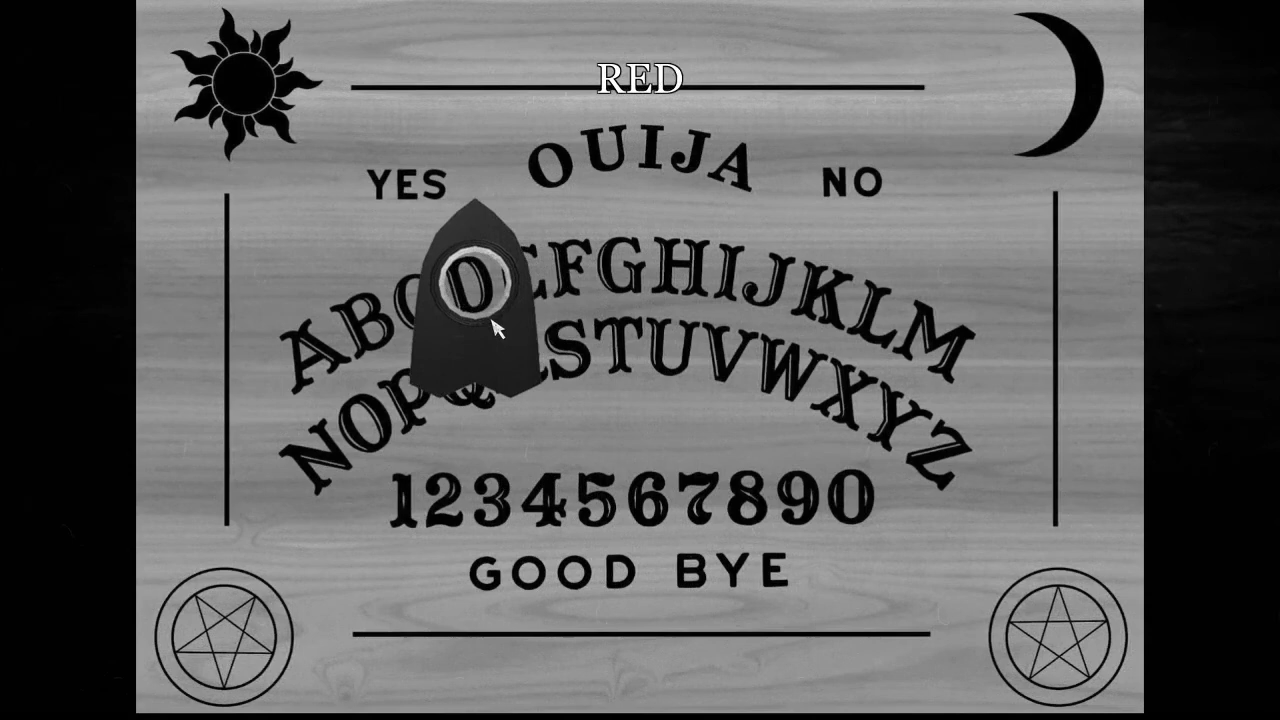 RED
OUIJA
YES NO
ABCDEFGHIJKLM
NOPQRSTUVWXYZ
1234567890
GOOD BYE